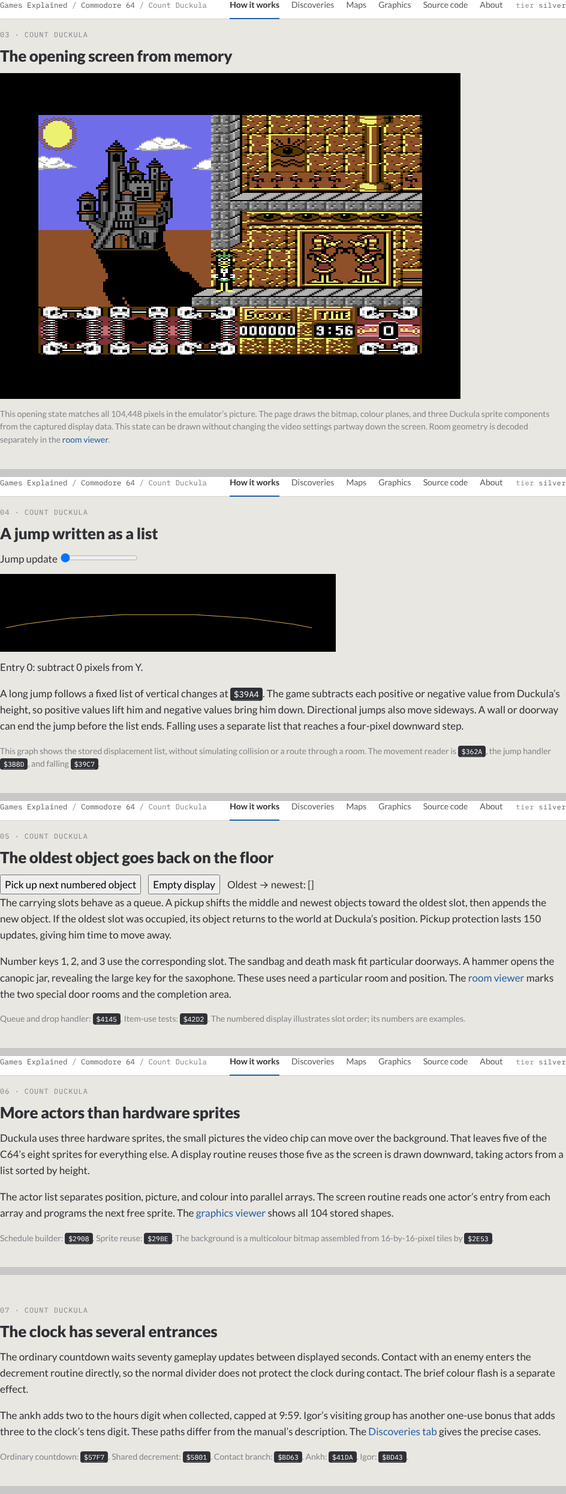 Games Explained / Commodore 64 / Count Duckula How it works Discoveries Maps Graphics Source code About tier silver
03 · COUNT DUCKULA
The opening screen from memory
Score TIME
000000 9:56 0
This opening state matches all 104,448 pixels in the emulator's picture. The page draws the bitmap, colour planes, and three Duckula sprite components
from the captured display data. This state can be drawn without changing the video settings partway down the screen. Room geometry is decoded
separately in the room viewer.
Games Explained / Commodore 64 / Count Duckula How it works Discoveries Maps Graphics Source code About tier silver
04 · COUNT DUCKULA
A jump written as a list
Jump update
Entry 0: subtract 0 pixels from Y.
A long jump follows a fixed list of vertical changes at $39A4. The game subtracts each positive or negative value from Duckula's
height, so positive values lift him and negative values bring him down. Directional jumps also move sideways. A wall or doorway
can end the jump before the list ends. Falling uses a separate list that reaches a four-pixel downward step.
This graph shows the stored displacement list, without simulating collision or a route through a room. The movement reader is $362A, the jump handler
$388D, and falling $39C7.
Games Explained / Commodore 64 / Count Duckula How it works Discoveries Maps Graphics Source code About tier silver
05 · COUNT DUCKULA
The oldest object goes back on the floor
Pick up next numbered object Empty display Oldest → newest: []
The carrying slots behave as a queue. A pickup shifts the middle and newest objects toward the oldest slot, then appends the
new object. If the oldest slot was occupied, its object returns to the world at Duckula's position. Pickup protection lasts 150
updates, giving him time to move away.
Number keys 1, 2, and 3 use the corresponding slot. The sandbag and death mask fit particular doorways. A hammer opens the
canopic jar, revealing the large key for the saxophone. These uses need a particular room and position. The room viewer marks
the two special door rooms and the completion area.
Queue and drop handler: $4145. Item-use tests: $42D2. The numbered display illustrates slot order; its numbers are examples.
Games Explained / Commodore 64 / Count Duckula How it works Discoveries Maps Graphics Source code About tier silver
06 · COUNT DUCKULA
More actors than hardware sprites
Duckula uses three hardware sprites, the small pictures the video chip can move over the background. That leaves five of the
C64's eight sprites for everything else. A display routine reuses those five as the screen is drawn downward, taking actors from a
list sorted by height.
The actor list separates position, picture, and colour into parallel arrays. The screen routine reads one actor's entry from each
array and programs the next free sprite. The graphics viewer shows all 104 stored shapes.
Schedule builder: $2908. Sprite reuse: $29BE. The background is a multicolour bitmap assembled from 16-by-16-pixel tiles by $2E53.
07 · COUNT DUCKULA
The clock has several entrances
The ordinary countdown waits seventy gameplay updates between displayed seconds. Contact with an enemy enters the
decrement routine directly, so the normal divider does not protect the clock during contact. The brief colour flash is a separate
effect.
The ankh adds two to the hours digit when collected, capped at 9:59. Igor's visiting group has another one-use bonus that adds
three to the clock's tens digit. These paths differ from the manual's description. The Discoveries tab gives the precise cases.
Ordinary countdown: $57F7. Shared decrement: $5801. Contact branch: $8D63. Ankh: $41DA. Igor: $8D43.